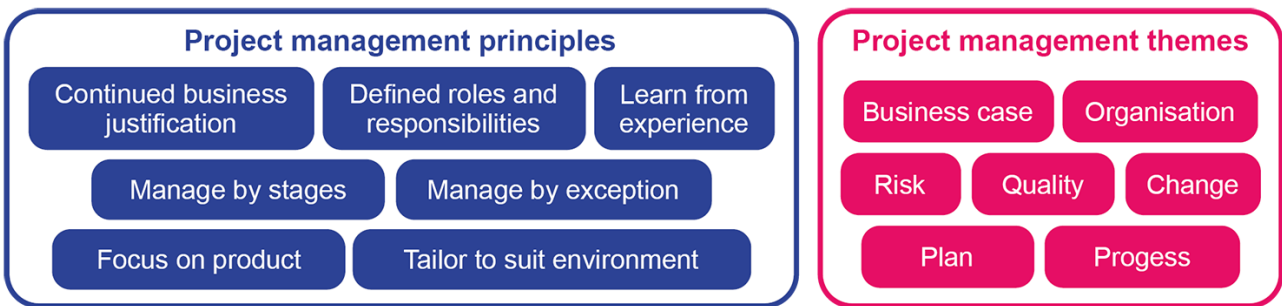 Project management principles
Continued business
justification
Defined roles and
responsibilities
Learn from
experience
Manage by stages
Manage by exception
Focus on product
Tailor to suit environment
Project management themes
Business case
Organisation
Risk
Quality
Change
Plan
Progess